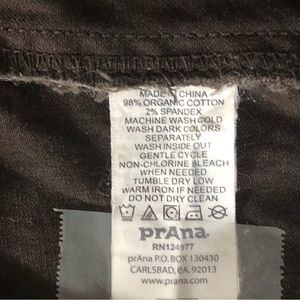 MADE IN CHINA
98% ORGANIC COTTON
2% SPANDEX
MACHINE WASH COLD
WASH DARK COLORS
SEPARATELY
WASH INSIDE OUT
GENTLE CYCLE
NON-CHLORINE BLEACH
WHEN NEEDED
TUMBLE DRY LOW
WARM IRON IF NEEDED
DO NOT DRY CLEAN
prAna
RN124977
prAna P.O. BOX 130430
CARLSBAD, CA. 92013
www.prana.com